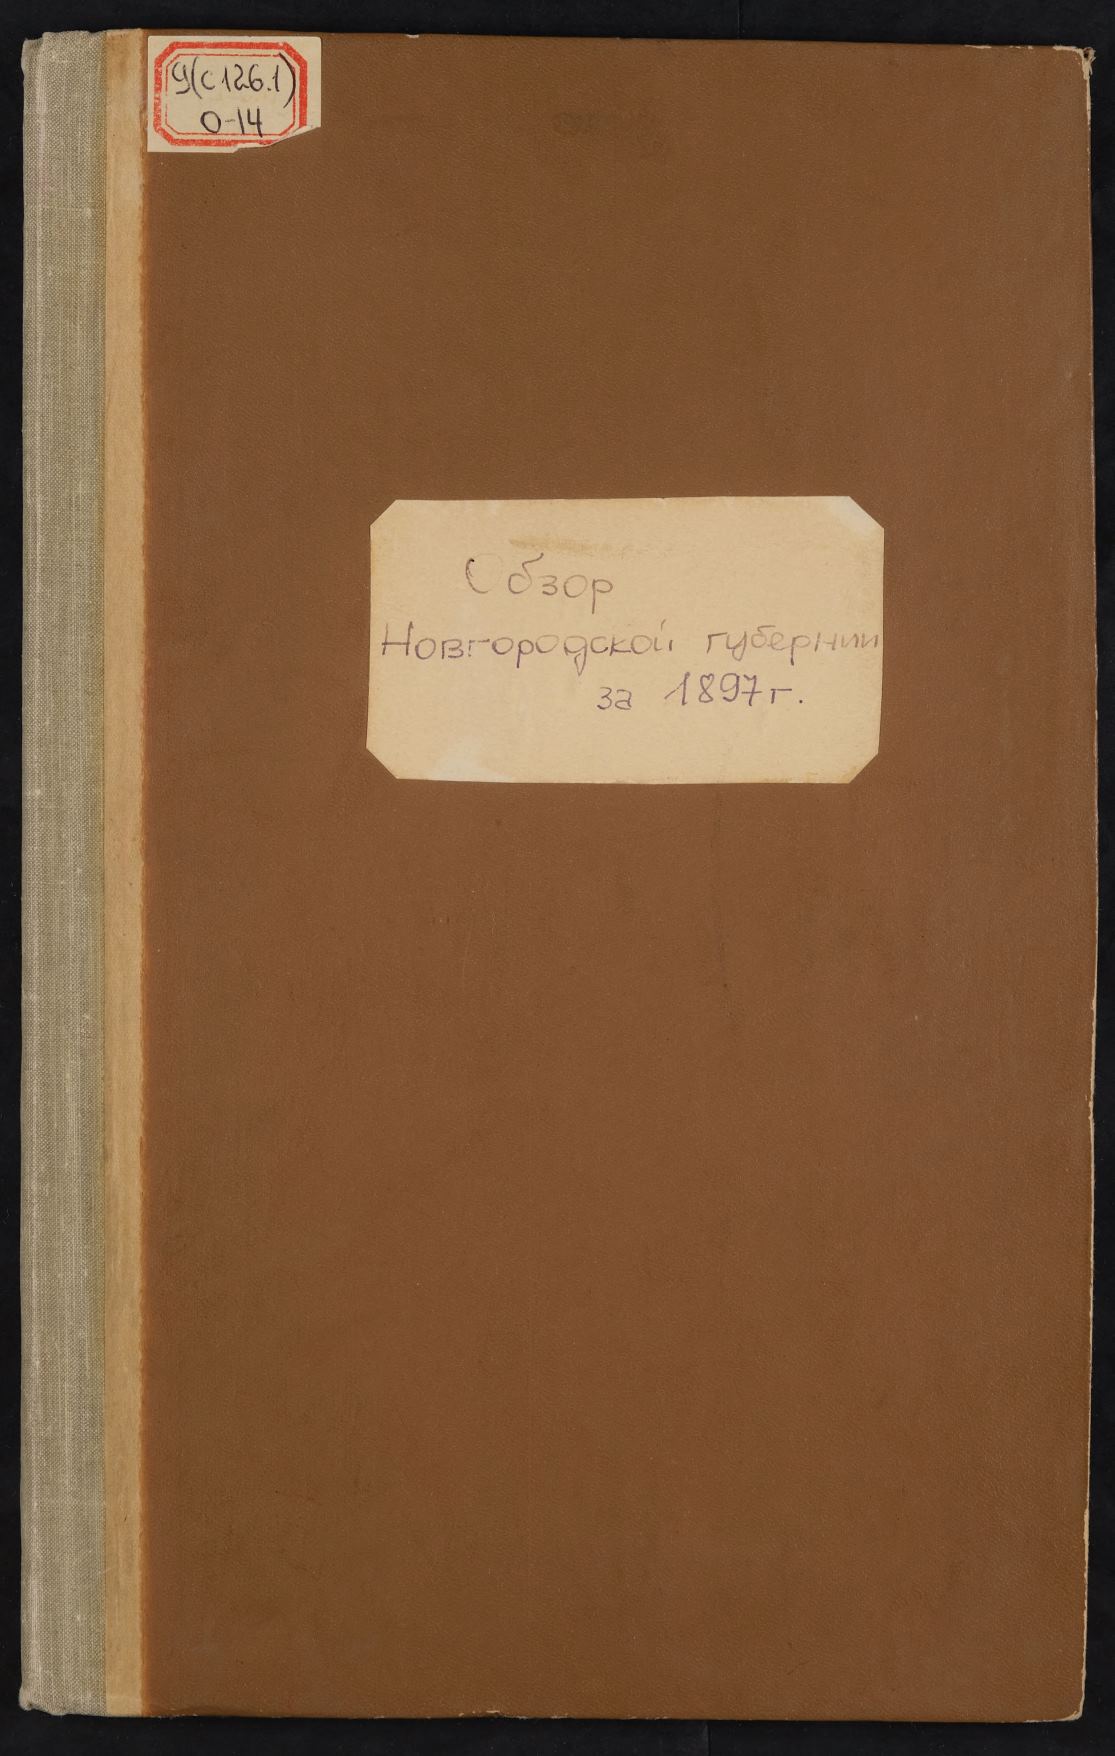 9(с126.1)
О-14
Обзор
Новгородской губернии
за 1897г.